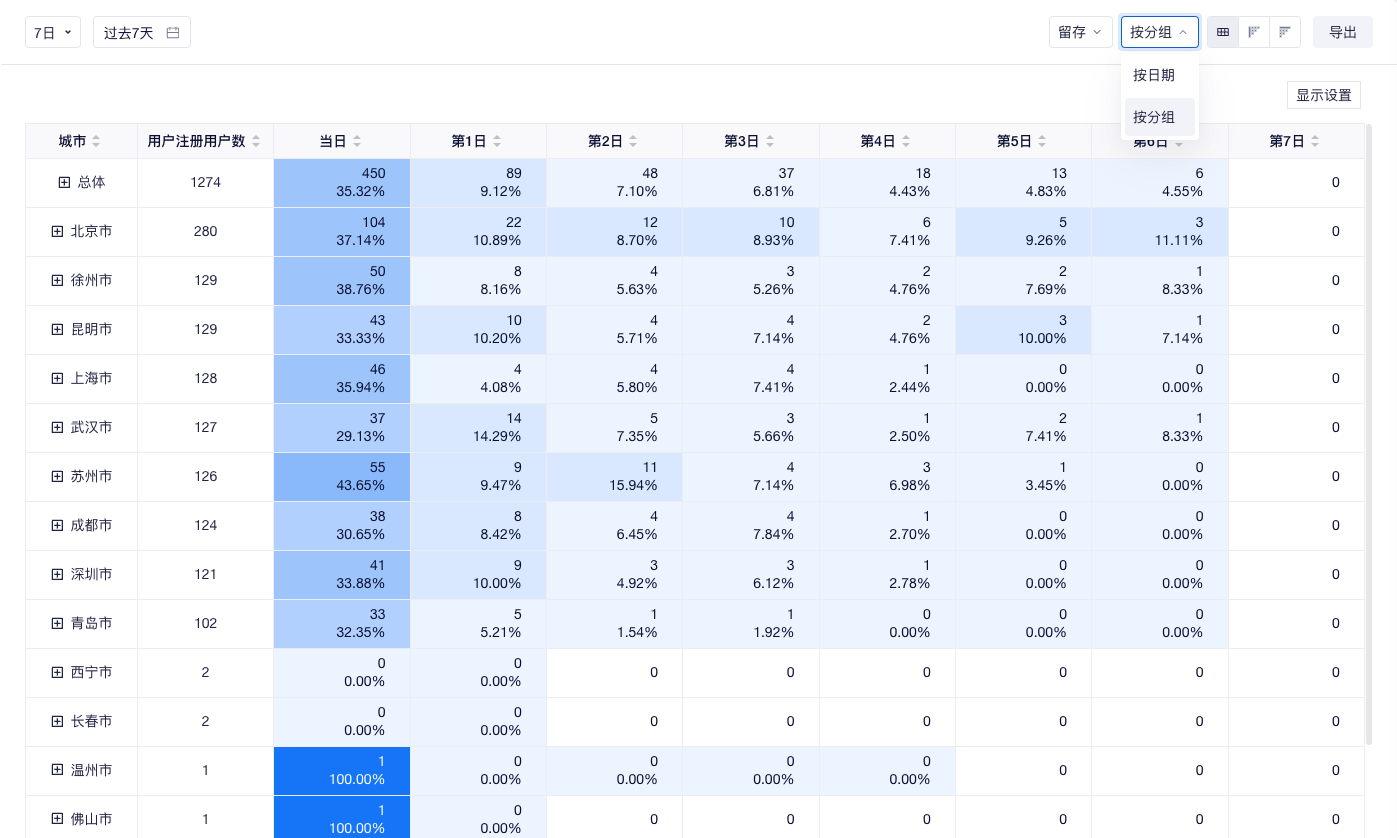 7日 过去7天 留存 按分组 导出
按日期
按分组
显示设置
城市 用户注册用户数 当日 第1日 第2日 第3日 第4日 第5日 第6日 第7日
总体 1274 450 89 48 37 18 13 6 0
35.32% 9.12% 7.10% 6.81% 4.43% 4.83% 4.55%
北京市 280 104 22 12 10 6 5 3 0
37.14% 10.89% 8.70% 8.93% 7.41% 9.26% 11.11%
徐州市 129 50 8 4 3 2 2 1 0
38.76% 8.16% 5.63% 5.26% 4.76% 7.69% 8.33%
昆明市 129 43 10 4 4 2 3 1 0
33.33% 10.20% 5.71% 7.14% 4.76% 10.00% 7.14%
上海市 128 46 4 4 4 1 0 0 0
35.94% 4.08% 5.80% 7.41% 2.44% 0.00% 0.00%
武汉市 127 37 14 5 3 1 2 1 0
29.13% 14.29% 7.35% 5.66% 2.50% 7.41% 8.33%
苏州市 126 55 9 11 4 3 1 0 0
43.65% 9.47% 15.94% 7.14% 6.98% 3.45% 0.00%
成都市 124 38 8 4 4 1 0 0 0
30.65% 8.42% 6.45% 7.84% 2.70% 0.00% 0.00%
深圳市 121 41 9 3 3 1 0 0 0
33.88% 10.00% 4.92% 6.12% 2.78% 0.00% 0.00%
青岛市 102 33 5 1 1 0 0 0 0
32.35% 5.21% 1.54% 1.92% 0.00% 0.00% 0.00%
西宁市 2 0 0 0 0 0 0 0 0
0.00% 0.00%
长春市 2 0 0 0 0 0 0 0 0
0.00% 0.00%
温州市 1 1 0 0 0 0 0 0 0
100.00% 0.00% 0.00% 0.00% 0.00%
佛山市 1 1 0 0 0 0 0 0 0
100.00% 0.00%